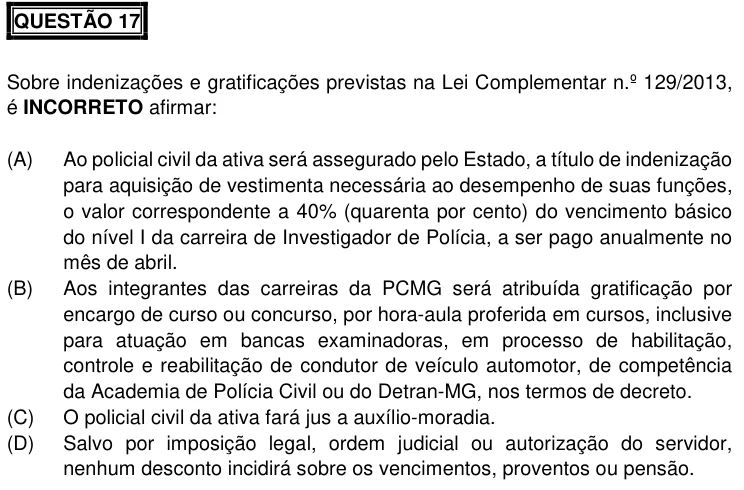 QUESTÃO 17
Sobre indenizações e gratificações previstas na Lei Complementar n.º 129/2013,
é INCORRETO afirmar:
(A) Ao policial civil da ativa será assegurado pelo Estado, a título de indenização
para aquisição de vestimenta necessária ao desempenho de suas funções,
o valor correspondente a 40% (quarenta por cento) do vencimento básico
do nível I da carreira de Investigador de Polícia, a ser pago anualmente no
mês de abril.
(B) Aos integrantes das carreiras da PCMG será atribuída gratificação por
encargo de curso ou concurso, por hora-aula proferida em cursos, inclusive
para atuação em bancas examinadoras, em processo de habilitação,
controle e reabilitação de condutor de veículo automotor, de competência
da Academia de Polícia Civil ou do Detran-MG, nos termos de decreto.
(C) O policial civil da ativa fará jus a auxílio-moradia.
(D) Salvo por imposição legal, ordem judicial ou autorização do servidor,
nenhum desconto incidirá sobre os vencimentos, proventos ou pensão.